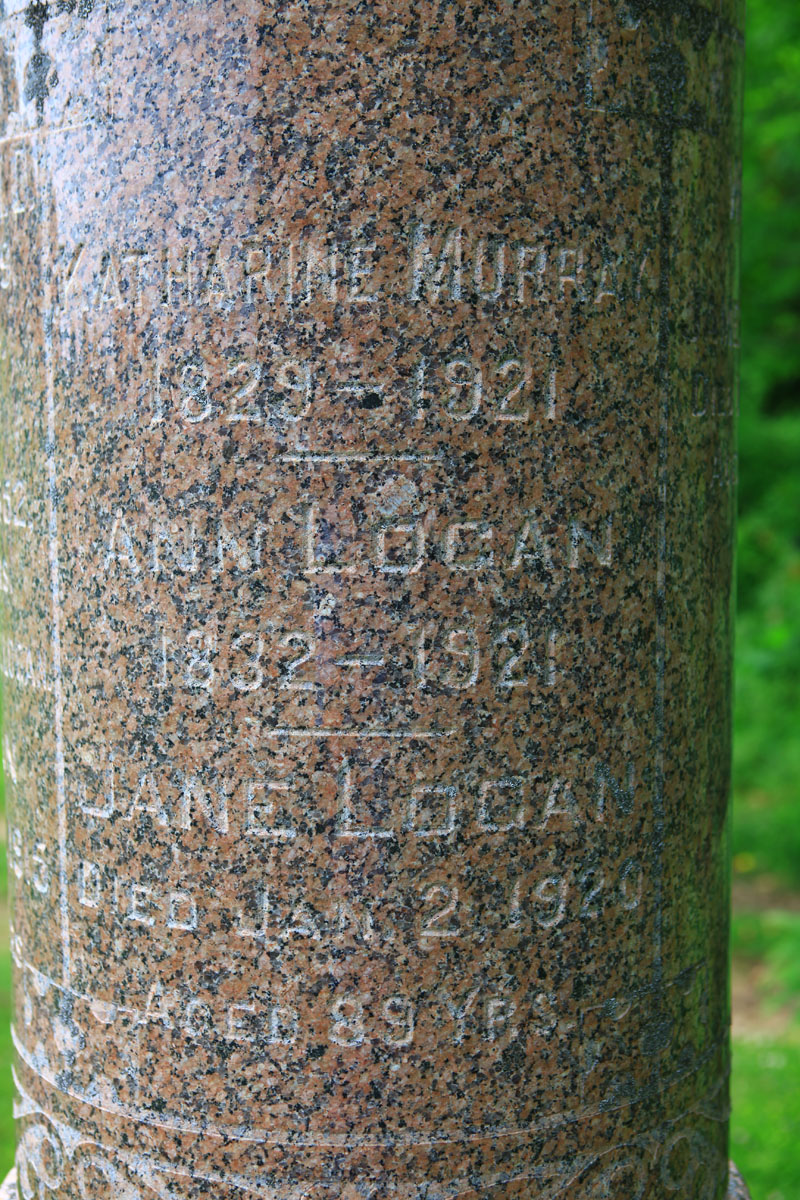 KATHARINE MURRAY
1829 – 1921
ANN LOGAN
1832 – 1921
JANE LOGAN
DIED JAN. 2, 1920
AGED 89 YRS.